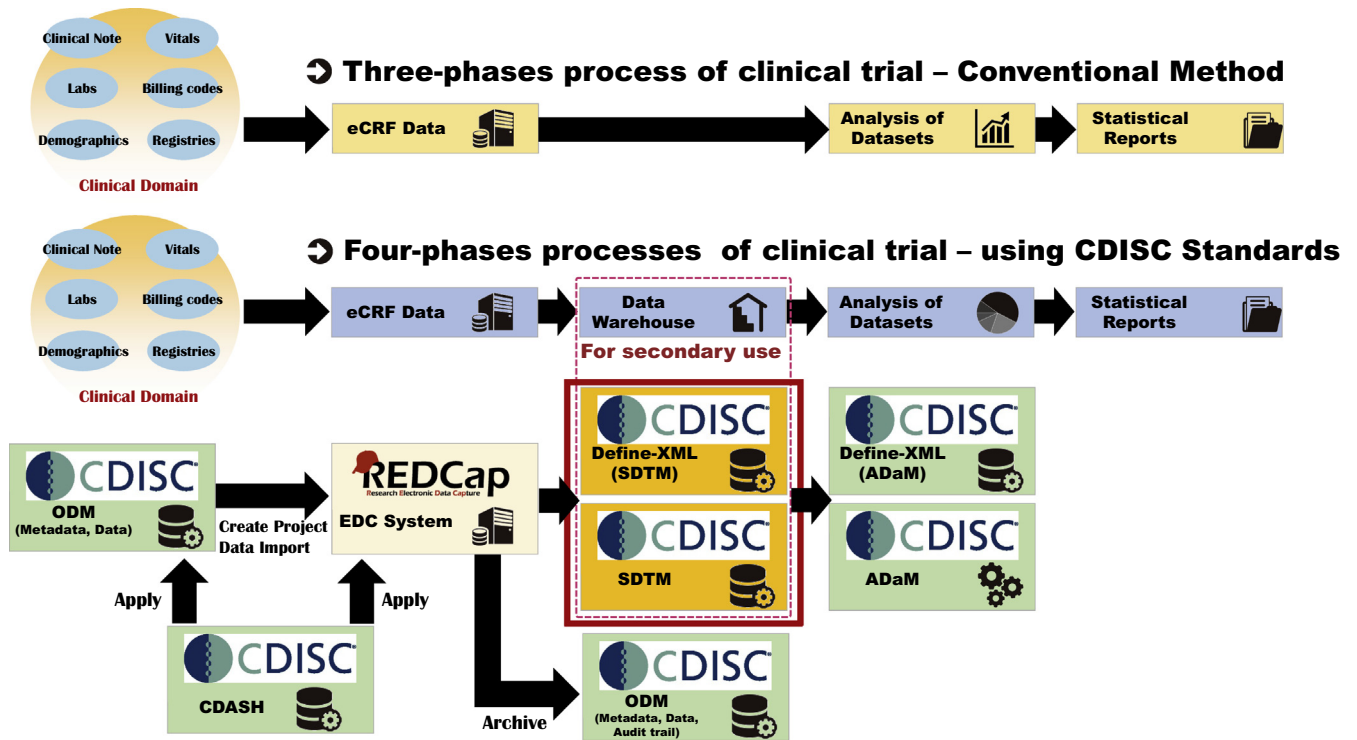 Clinical Note
Vitals
Labs
Billing codes
Demographics
Registries
Clinical Domain
Three-phases process of clinical trial – Conventional Method
eCRF Data
Analysis of
Datasets
Statistical
Reports
Clinical Note
Vitals
Labs
Billing codes
Demographics
Registries
Clinical Domain
Four-phases processes of clinical trial – using CDISC Standards
eCRF Data
Data
Warehouse
Analysis of
Datasets
Statistical
Reports
For secondary use
CDISC
ODM
(Metadata, Data)
Create Project
Data Import
REDCap
Research Electronic Data Capture
EDC System
CDISC
Define-XML
(SDTM)
CDISC
SDTM
CDISC
Define-XML
(ADaM)
CDISC
ADaM
Apply
Apply
CDISC
CDASH
Archive
CDISC
ODM
(Metadata, Data,
Audit trail)